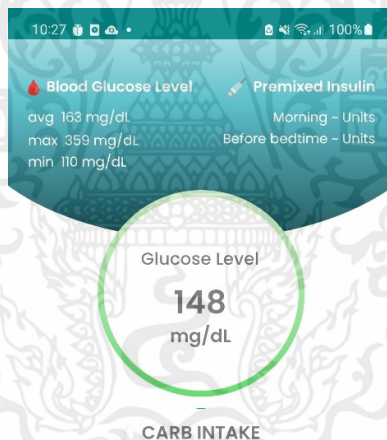 10:27 100%
Blood Glucose Level
avg 163 mg/dL
max 359 mg/dL
min 110 mg/dL
Premixed Insulin
Morning - Units
Before bedtime - Units
Glucose Level
148
mg/dL
CARB INTAKE